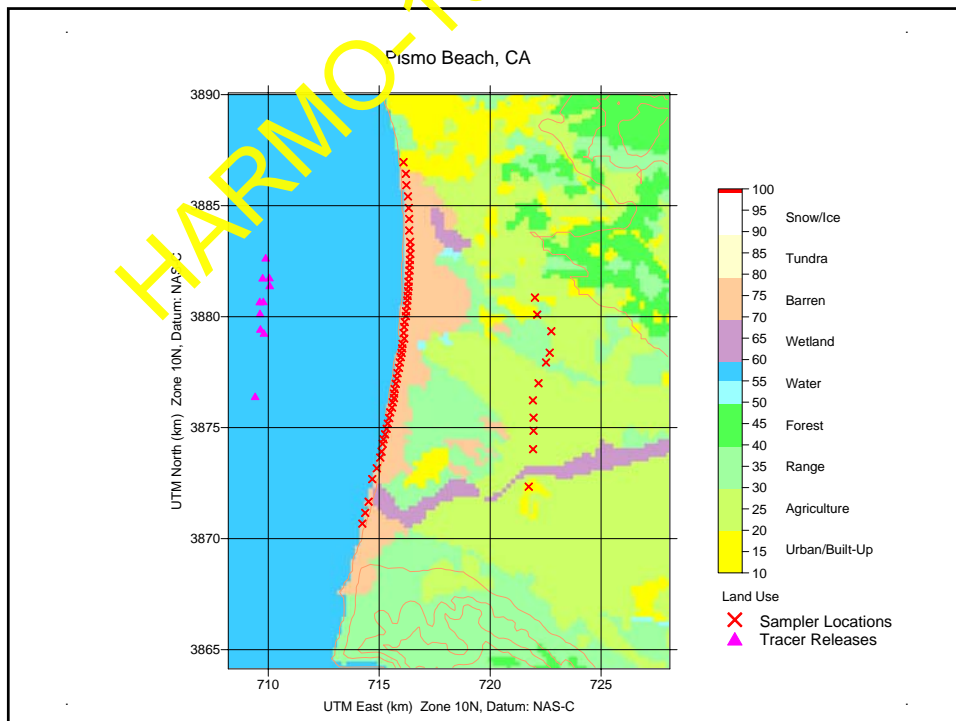 HARMO-1
Pismo Beach, CA
3890
3885
3880
3875
3870
3865
UTM North (km) Zone 10N, Datum: NAS-C
710
715
720
725
UTM East (km) Zone 10N, Datum: NAS-C
100
95
90
85
80
75
70
65
60
55
50
45
40
35
30
25
20
15
10
Snow/Ice
Tundra
Barren
Wetland
Water
Forest
Range
Agriculture
Urban/Built-Up
Land Use
Sampler Locations
Tracer Releases